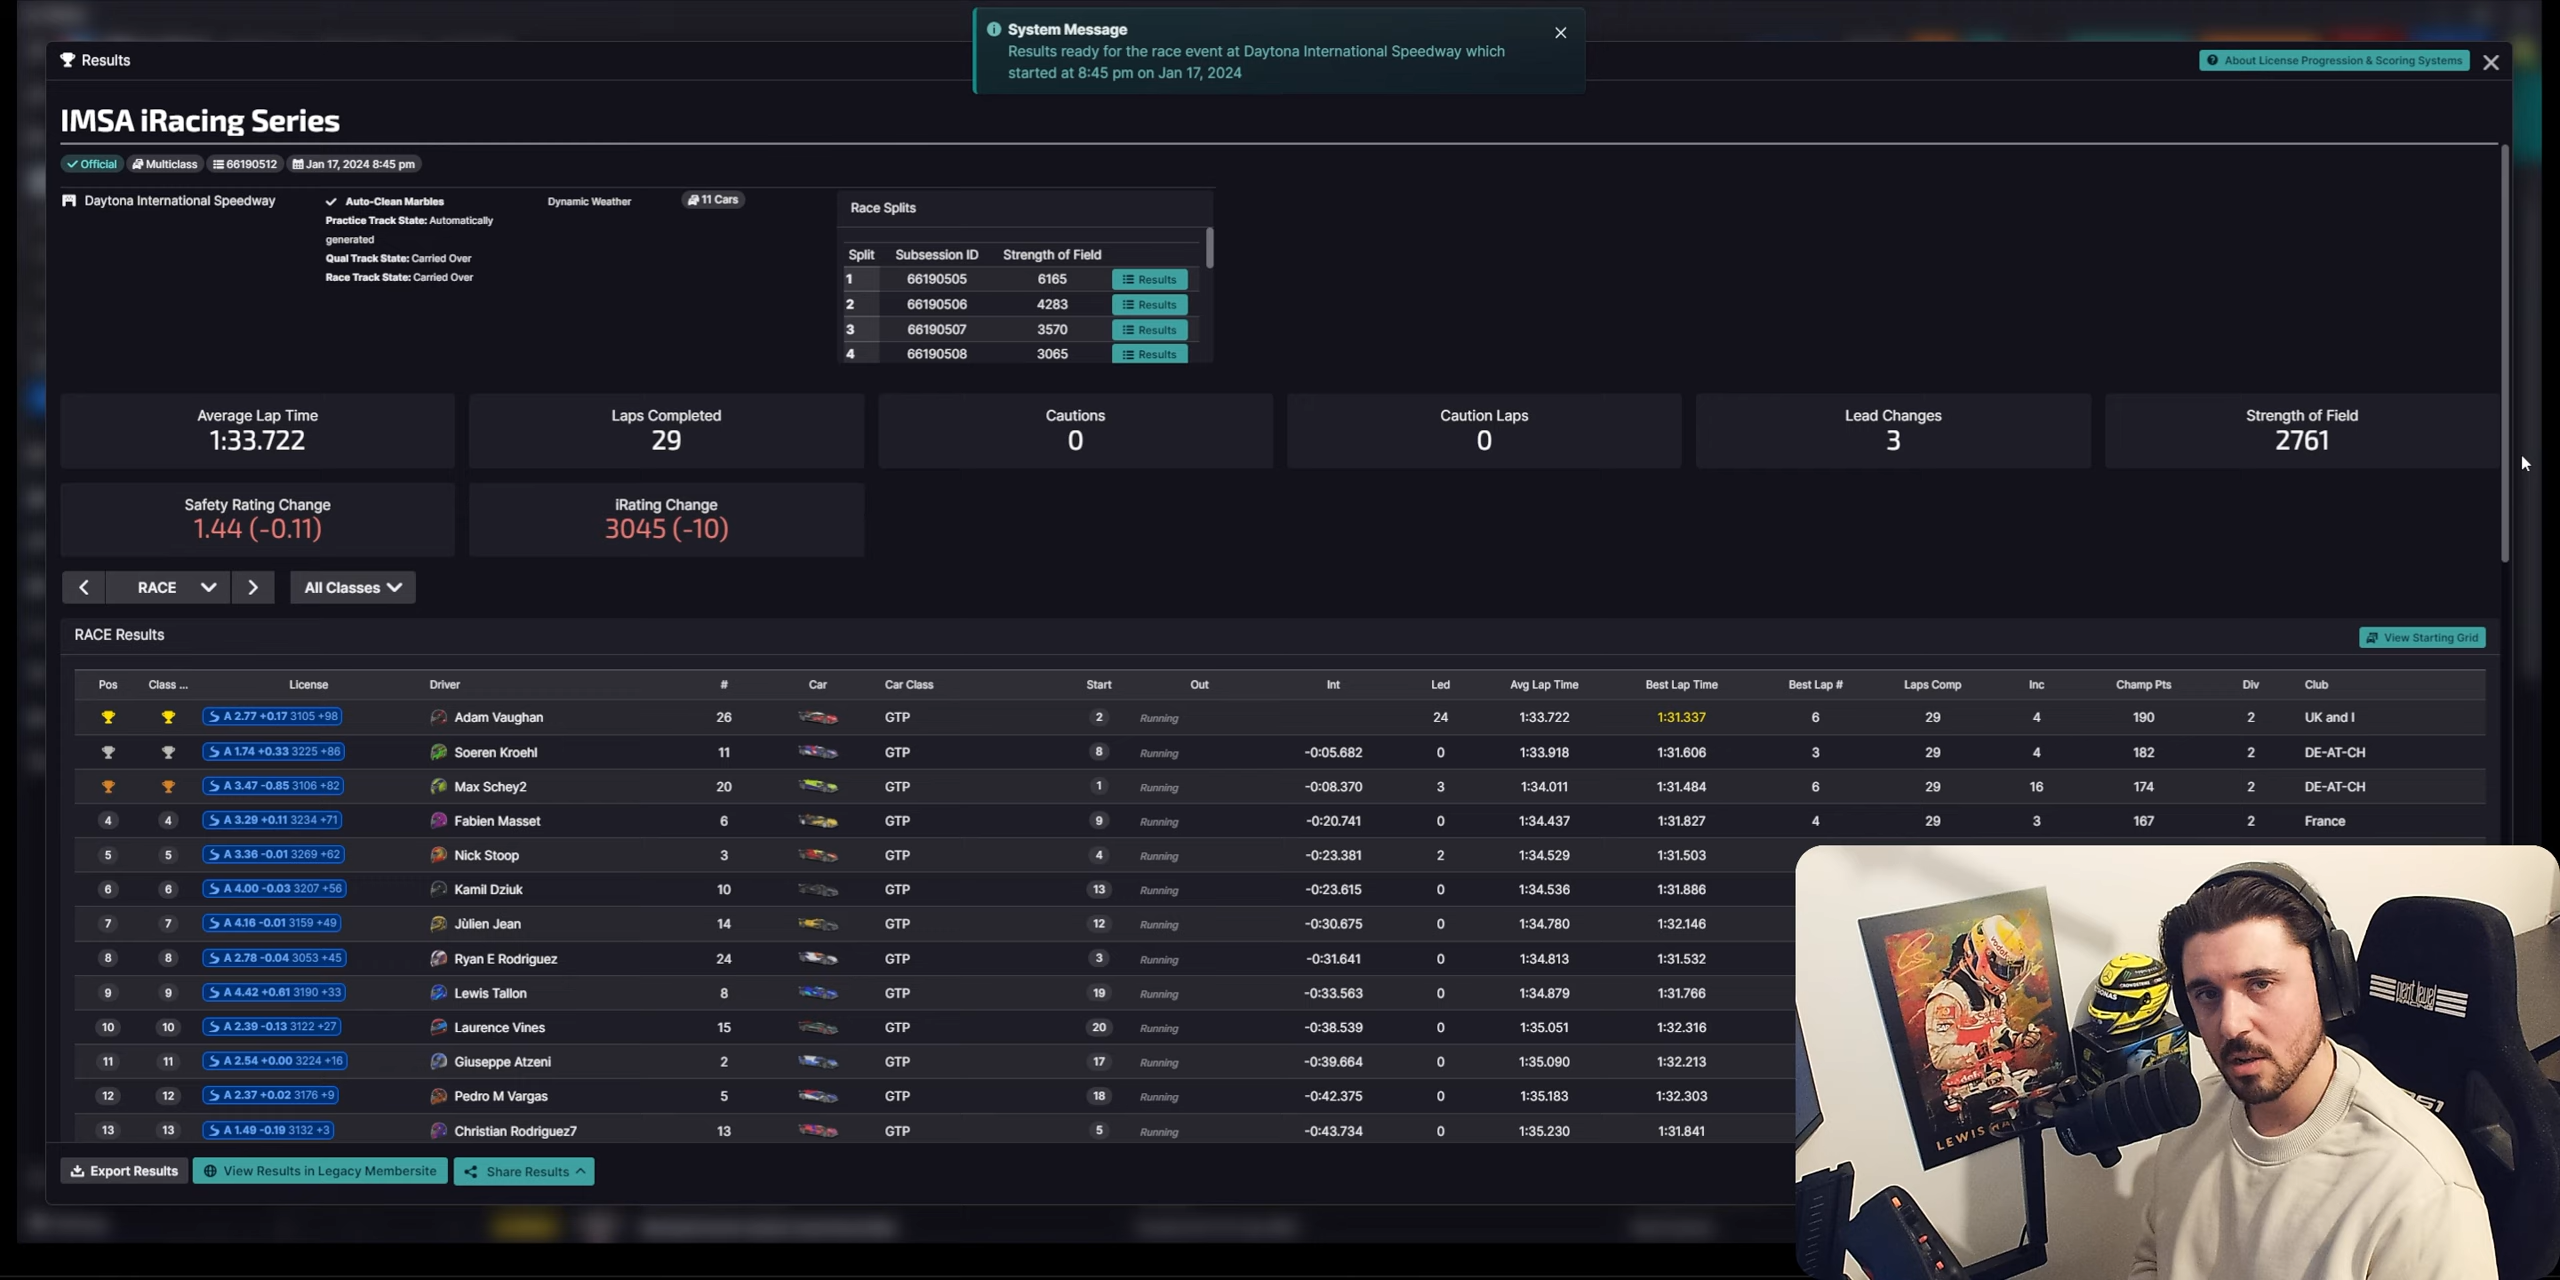 System Message
Results ready for the race event at Daytona International Speedway which
started at 8:45 pm on Jan 17, 2024
Results
About License Progression & Scoring Systems
IMSA iRacing Series
Official Multiclass 66190512 Jan 17, 2024 8:45 pm
Daytona International Speedway
Auto-Clean Marbles
Practice Track State: Automatically
generated
Qual Track State: Carried Over
Race Track State: Carried Over
Dynamic Weather
11 Cars
Race Splits
Split Subsession ID Strength of Field
1 66190505 6165 Results
2 66190506 4283 Results
3 66190507 3570 Results
4 66190508 3065 Results
Average Lap Time
1:33.722
Laps Completed
29
Cautions
0
Caution Laps
0
Lead Changes
3
Strength of Field
2761
Safety Rating Change
1.44 (-0.11)
iRating Change
3045 (-10)
RACE
All Classes
RACE Results
View Starting Grid
Pos Class ... License Driver # Car Car Class Start Out Int Led Avg Lap Time Best Lap Time Best Lap # Laps Comp Inc Champ Pts Div Club
A 2.77 +0.17 3105 +98 Adam Vaughan 26 GTP 2 Running 24 1:33.722 1:31.337 6 29 4 190 2 UK and I
A 1.74 +0.33 3225 +86 Soeren Kroehl 11 GTP 8 Running -0:05.682 0 1:33.918 1:31.606 3 29 4 182 2 DE-AT-CH
A 3.47 -0.85 3106 +82 Max Schey2 20 GTP 1 Running -0:08.370 3 1:34.011 1:31.484 6 29 16 174 2 DE-AT-CH
4 4 A 3.29 +0.11 3234 +71 Fabien Masset 6 GTP 9 Running -0:20.741 0 1:34.437 1:31.827 4 29 3 167 2 France
5 5 A 3.36 -0.01 3269 +62 Nick Stoop 3 GTP 4 Running -0:23.381 2 1:34.529 1:31.503
6 6 A 4.00 -0.03 3207 +56 Kamil Dziuk 10 GTP 13 Running -0:23.615 0 1:34.536 1:31.886
7 7 A 4.16 -0.01 3159 +49 Jùlien Jean 14 GTP 12 Running -0:30.675 0 1:34.780 1:32.146
8 8 A 2.78 -0.04 3053 +45 Ryan E Rodriguez 24 GTP 3 Running -0:31.641 0 1:34.813 1:31.532
9 9 A 4.42 +0.61 3190 +33 Lewis Tallon 8 GTP 19 Running -0:33.563 0 1:34.879 1:31.766
10 10 A 2.39 -0.13 3122 +27 Laurence Vines 15 GTP 20 Running -0:38.539 0 1:35.051 1:32.316
11 11 A 2.54 +0.00 3224 +16 Giuseppe Atzeni 2 GTP 17 Running -0:39.664 0 1:35.090 1:32.213
12 12 A 2.37 +0.02 3176 +9 Pedro M Vargas 5 GTP 18 Running -0:42.375 0 1:35.183 1:32.303
13 13 A 1.49 -0.19 3132 +3 Christian Rodriguez7 13 GTP 5 Running -0:43.734 0 1:35.230 1:31.841
Export Results
View Results in Legacy Membersite
Share Results
next level
LEWIS